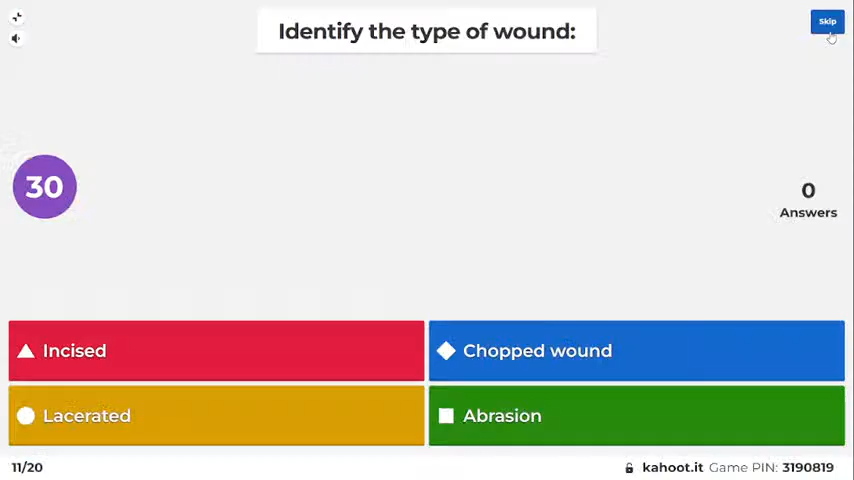 Identify the type of wound:
Skip
30
0
Answers
Incised
Chopped wound
Lacerated
Abrasion
11/20
kahoot.it Game PIN: 3190819